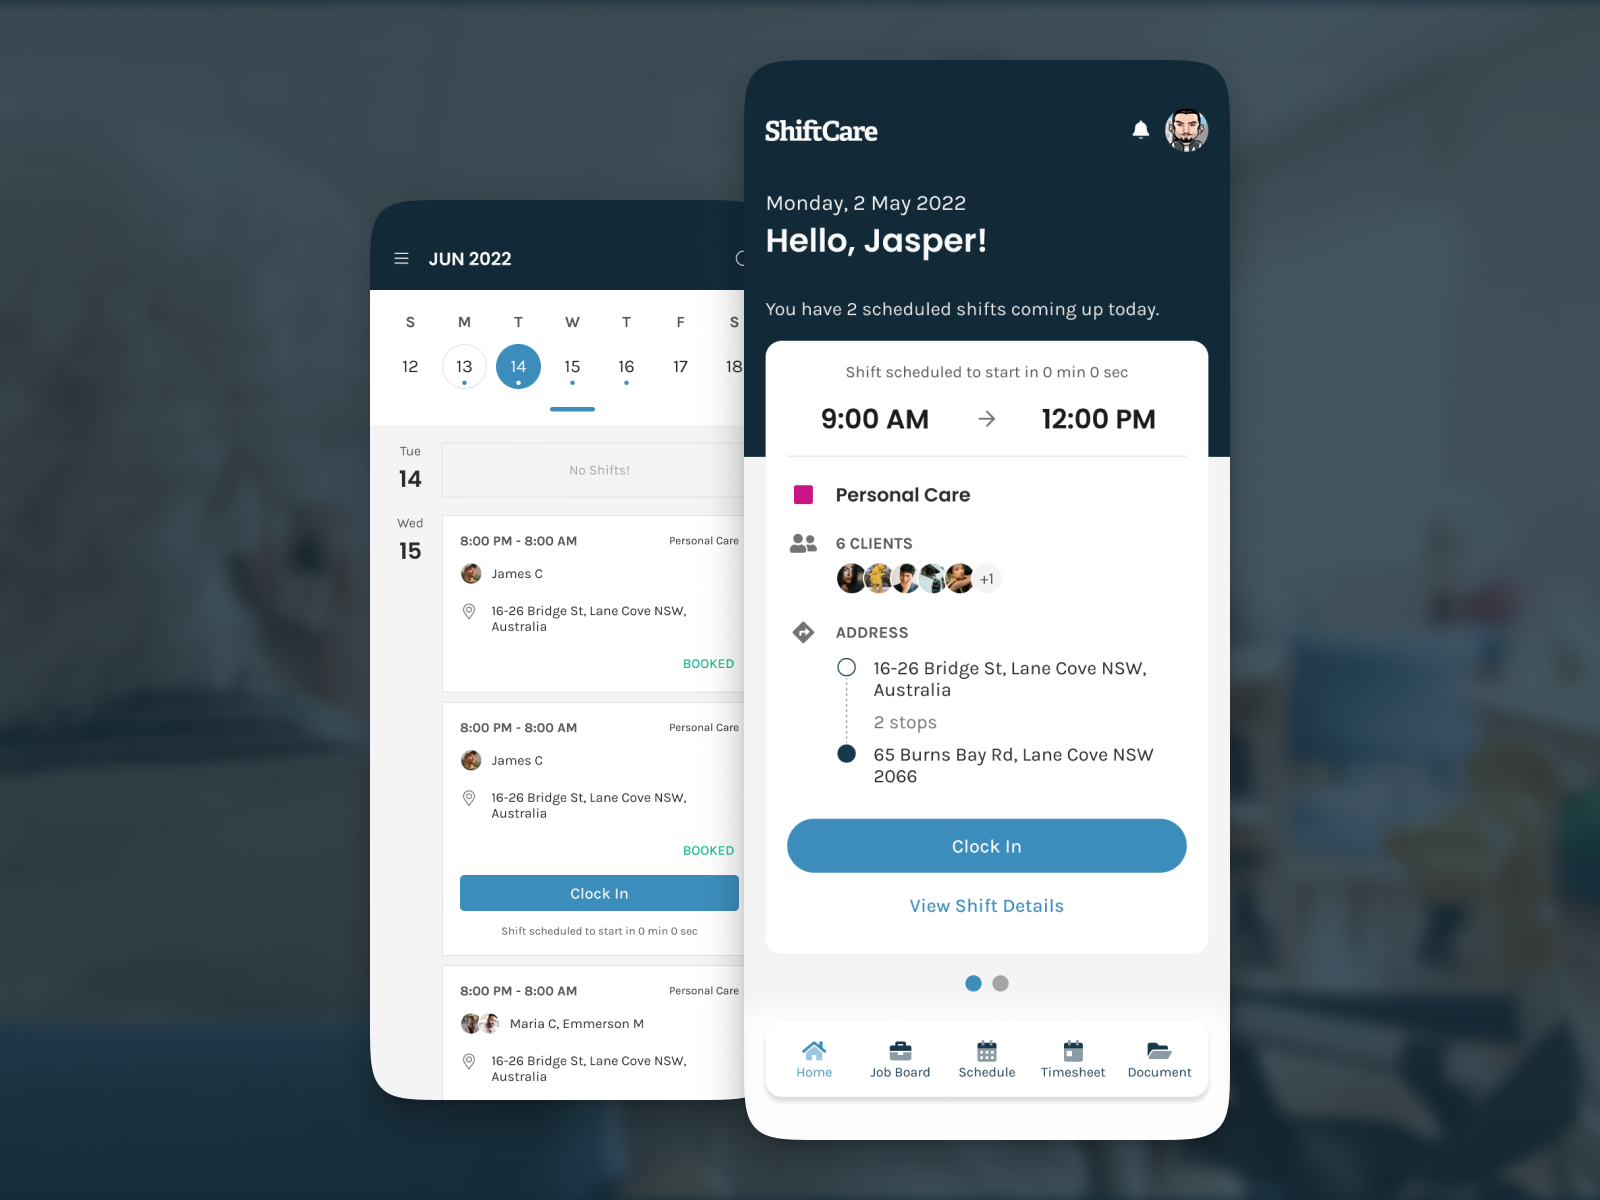 JUN 2022
S M T W T F S
12 13 14 15 16 17 18
Tue
14
No Shifts!
Wed
15
8:00 PM - 8:00 AM Personal Care
James C
16-26 Bridge St, Lane Cove NSW,
Australia
BOOKED
8:00 PM - 8:00 AM Personal Care
James C
16-26 Bridge St, Lane Cove NSW,
Australia
BOOKED
Clock In
Shift scheduled to start in 0 min 0 sec
8:00 PM - 8:00 AM Personal Care
Maria C, Emmerson M
16-26 Bridge St, Lane Cove NSW,
Australia
ShiftCare
Monday, 2 May 2022
Hello, Jasper!
You have 2 scheduled shifts coming up today.
Shift scheduled to start in 0 min 0 sec
9:00 AM → 12:00 PM
Personal Care
6 CLIENTS
+1
ADDRESS
16-26 Bridge St, Lane Cove NSW,
Australia
2 stops
65 Burns Bay Rd, Lane Cove NSW
2066
Clock In
View Shift Details
Home Job Board Schedule Timesheet Document